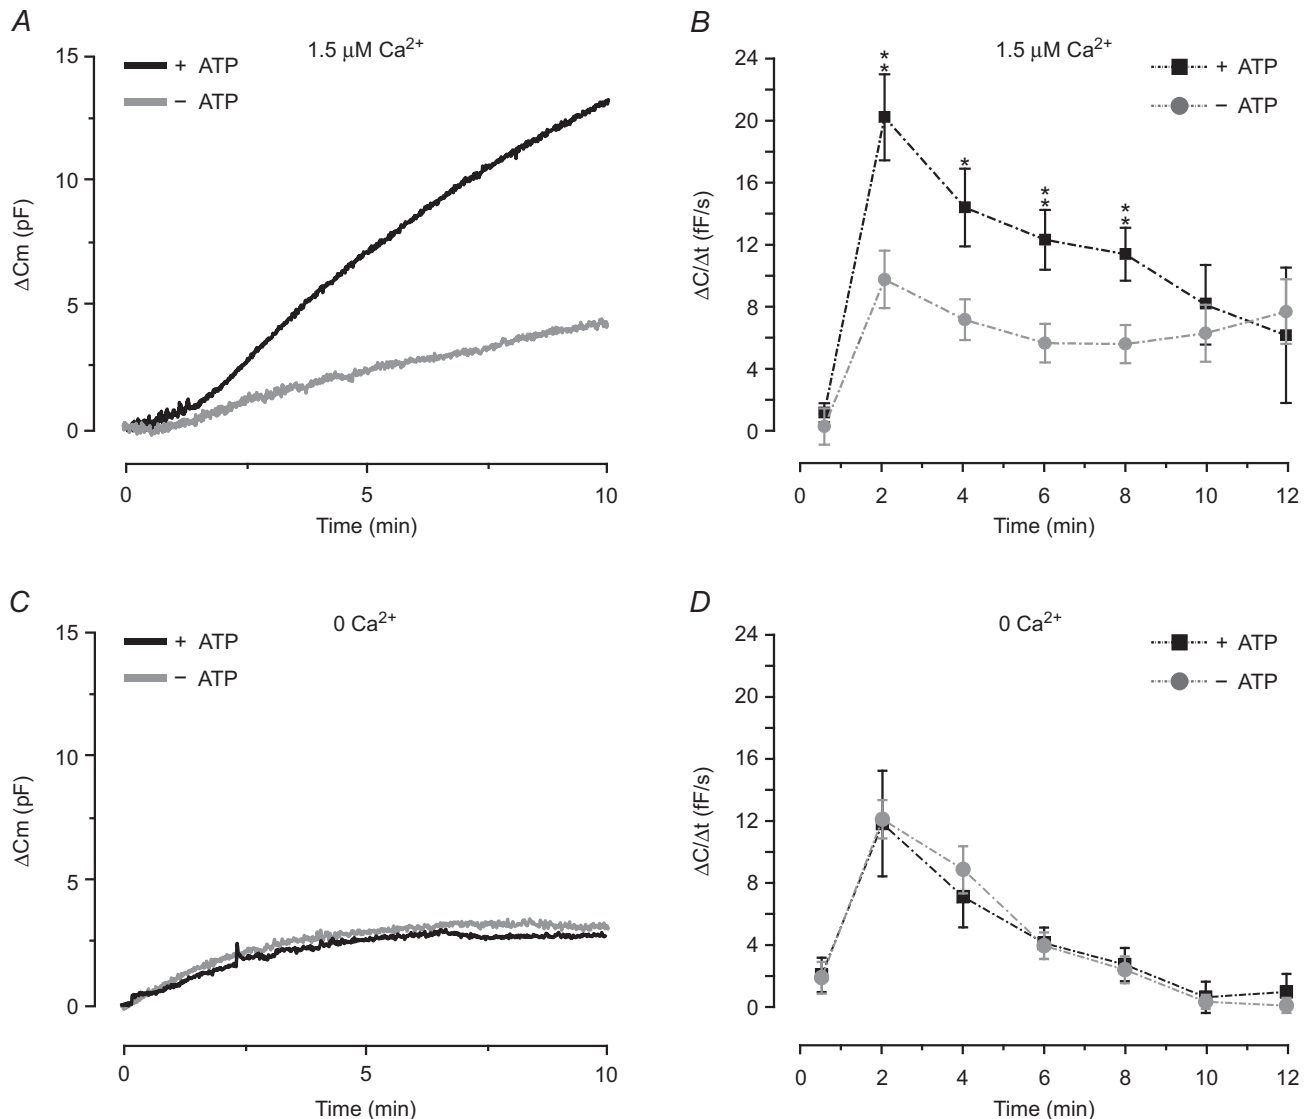 A
1.5 μM Ca²⁺
+ ATP
− ATP
15
10
5
0
ΔCm (pF)
0 5 10
Time (min)
B
1.5 μM Ca²⁺
+ ATP
− ATP
24
20
16
12
8
4
0
ΔC/Δt (fF/s)
**
*
**
**
0 2 4 6 8 10 12
Time (min)
C
0 Ca²⁺
+ ATP
− ATP
15
10
5
0
ΔCm (pF)
0 5 10
Time (min)
D
0 Ca²⁺
+ ATP
− ATP
24
20
16
12
8
4
0
ΔC/Δt (fF/s)
0 2 4 6 8 10 12
Time (min)